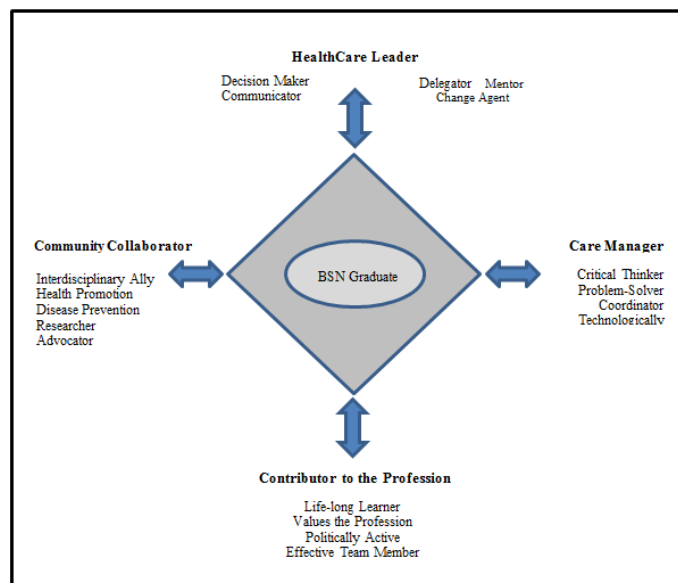 HealthCare Leader
Decision Maker
Communicator
Delegator Mentor
Change Agent
Community Collaborator
Interdisciplinary Ally
Health Promotion
Disease Prevention
Researcher
Advocator
BSN Graduate
Care Manager
Critical Thinker
Problem-Solver
Coordinator
Technologically
Contributor to the Profession
Life-long Learner
Values the Profession
Politically Active
Effective Team Member